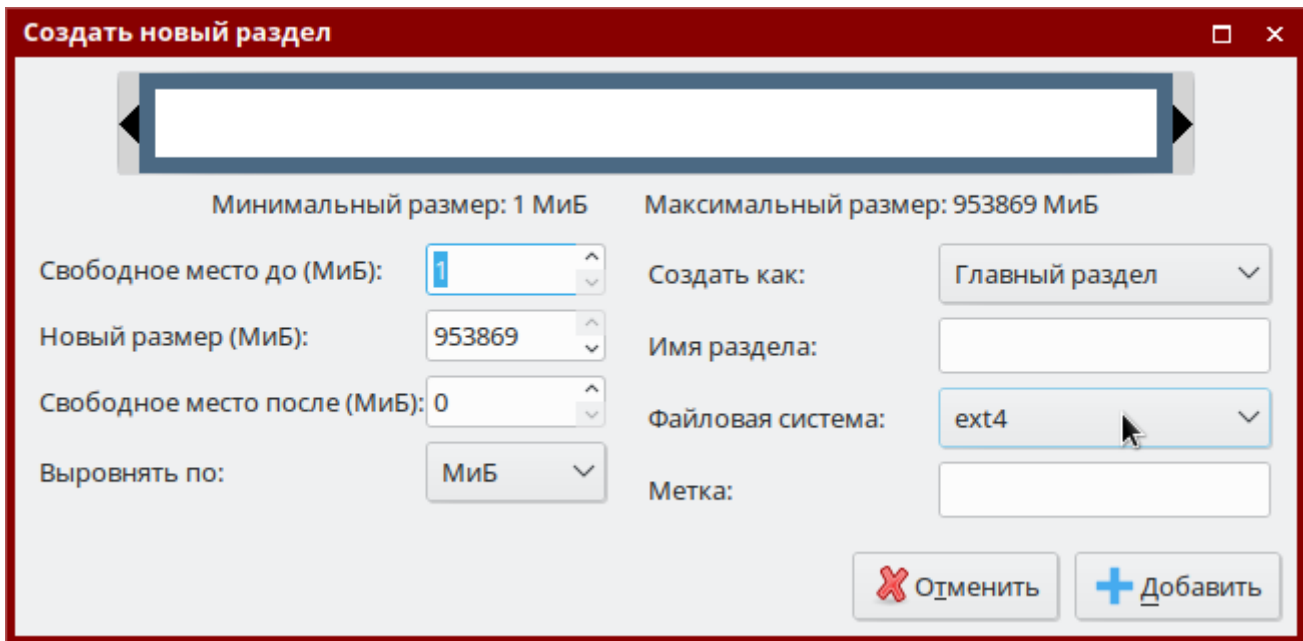 Создать новый раздел
Минимальный размер: 1 МиБ Максимальный размер: 953869 МиБ
Свободное место до (МиБ): 1
Новый размер (МиБ): 953869
Свободное место после (МиБ): 0
Выровнять по: МиБ
Создать как: Главный раздел
Имя раздела:
Файловая система: ext4
Метка:
Отменить Добавить